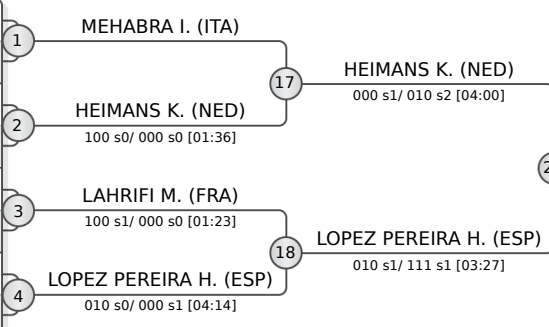 1
MEHABRA I. (ITA)
17
HEIMANS K. (NED)
000 s1/ 010 s2 [04:00]
2
HEIMANS K. (NED)
100 s0/ 000 s0 [01:36]
2
3
LAHRIFI M. (FRA)
100 s1/ 000 s0 [01:23]
18
LOPEZ PEREIRA H. (ESP)
010 s1/ 111 s1 [03:27]
4
LOPEZ PEREIRA H. (ESP)
010 s0/ 000 s1 [04:14]